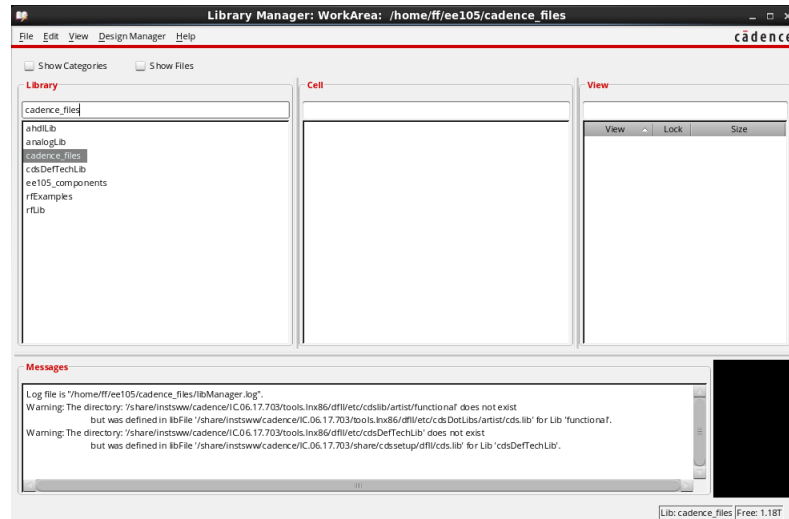 Library Manager: WorkArea: /home/ff/ee105/cadence_files
File Edit View Design Manager Help
cādence
Show Categories Show Files
Library
cadence_files
ahdlLib
analogLib
cadence_files
cdsDefTechLib
ee105_components
rfExamples
rfLib
Cell
View
View Lock Size
Messages
Log file is "/home/ff/ee105/cadence_files/libManager.log".
Warning: The directory: '/share/instsww/cadence/IC.06.17.703/tools.lnx86/dfII/etc/cdslib/artist/functional' does not exist
but was defined in libFile '/share/instsww/cadence/IC.06.17.703/tools.lnx86/dfII/etc/cdsDotLibs/artist/cds.lib' for Lib 'functional'.
Warning: The directory: '/share/instsww/cadence/IC.06.17.703/tools.lnx86/dfII/etc/cdsDefTechLib' does not exist
but was defined in libFile '/share/instsww/cadence/IC.06.17.703/share/cdssetup/dfII/cds.lib' for Lib 'cdsDefTechLib'.
Lib: cadence_files Free: 1.18T